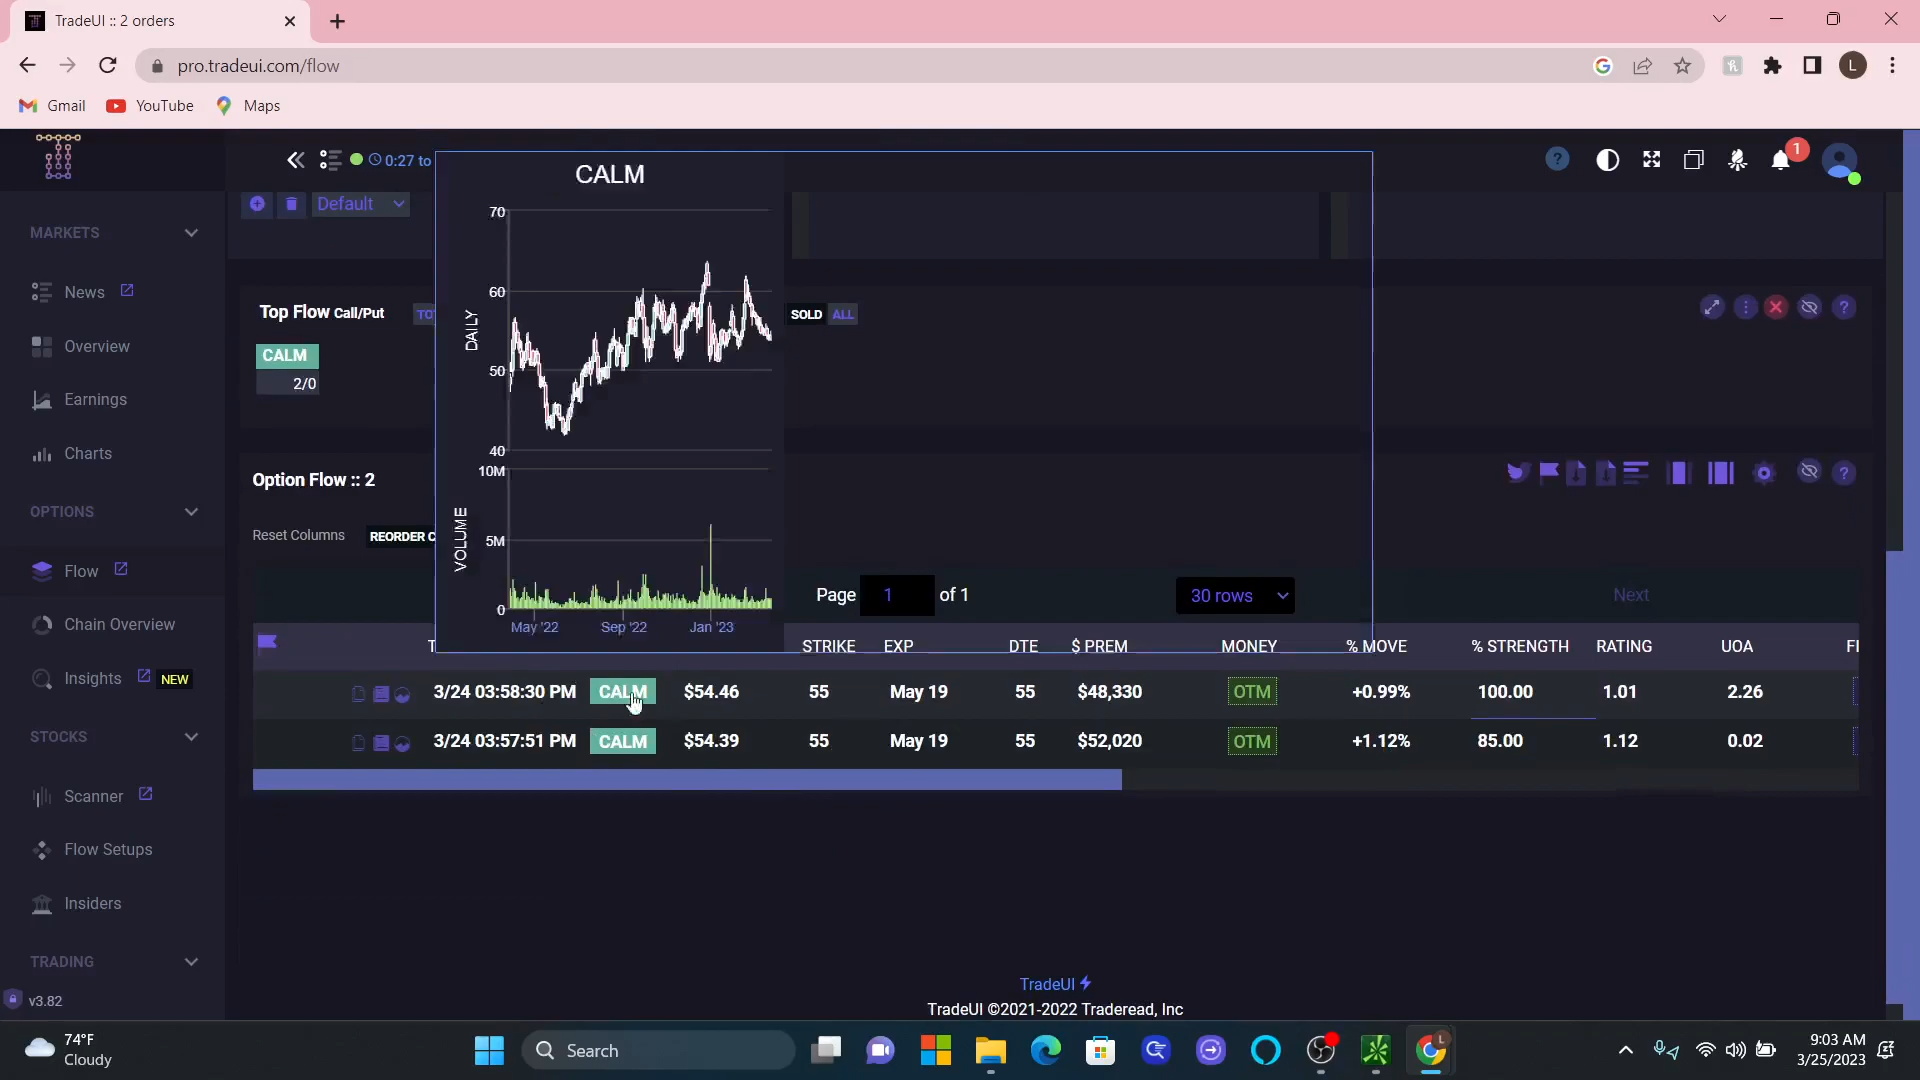 TradeUI :: 2 orders
pro.tradeui.com/flow
L
Gmail YouTube Maps
0:27 to
1
CALM
Default
MARKETS
News
Overview
Earnings
Charts
OPTIONS
Flow
Chain Overview
Insights NEW
STOCKS
Scanner
Flow Setups
Insiders
TRADING
v3.82
Top Flow Call/Put
SOLD ALL
CALM
2/0
70
60
50
40
DAILY
10M
5M
0
VOLUME
May '22 Sep '22 Jan '23
Option Flow :: 2
Reset Columns REORDER C
Page 1 of 1 30 rows Next
STRIKE EXP DTE $ PREM MONEY % MOVE % STRENGTH RATING UOA
3/24 03:58:30 PM CALM $54.46 55 May 19 55 $48,330 OTM +0.99% 100.00 1.01 2.26
3/24 03:57:51 PM CALM $54.39 55 May 19 55 $52,020 OTM +1.12% 85.00 1.12 0.02
TradeUI
TradeUI ©2021-2022 Traderead, Inc
74°F
Cloudy
Search
9:03 AM
3/25/2023